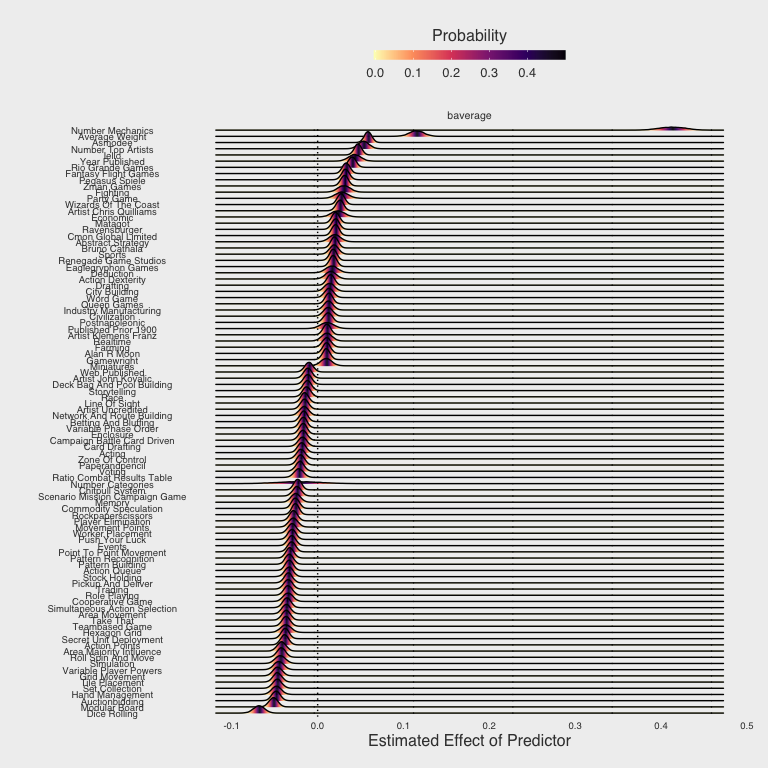 Probability
0.0 0.1 0.2 0.3 0.4
baverage
Number Mechanics
Average Weight
Asmodee
Number Top Artists
Year Published
Rio Grande Games
Fantasy Flight Games
Pegasus Spiele
Zman Games
Fighting
Party Game
Wizards Of The Coast
Artist Chris Quilliams
Economic
Matagot
Ravensburger
Cmon Global Limited
Abstract Strategy
Bruno Cathala
Sports
Renegade Game Studios
Eaglegryphon Games
Deduction
Action Dexterity
Drafting
City Building
Word Game
Queen Games
Industry Manufacturing
Civilization
Postnapoleonic
Published Prior 1900
Artist Klemens Franz
Realtime
Farming
Alan R Moon
Gamewright
Miniatures
Web Published
Artist John Kovalic
Deck Bag And Pool Building
Storytelling
Race
Line Of Sight
Artist Uncredited
Network And Route Building
Betting And Bluffing
Variable Phase Order
Enclosure
Campaign Battle Card Driven
Card Drafting
Acting
Zone Of Control
Paperandpencil
Voting
Ratio Combat Results Table
Number Categories
Chitpull System
Scenario Mission Campaign Game
Memory
Commodity Speculation
Rockpaperscissors
Player Elimination
Movement Points
Worker Placement
Push Your Luck
Events
Point To Point Movement
Pattern Recognition
Pattern Building
Action Queue
Stock Holding
Pickup And Deliver
Trading
Role Playing
Cooperative Game
Simultaneous Action Selection
Area Movement
Take That
Teambased Game
Hexagon Grid
Secret Unit Deployment
Action Points
Area Majority Influence
Roll Spin And Move
Simulation
Variable Player Powers
Grid Movement
Tile Placement
Set Collection
Hand Management
Auctionbidding
Modular Board
Dice Rolling
-0.1 0.0 0.1 0.2 0.3 0.4 0.5
Estimated Effect of Predictor